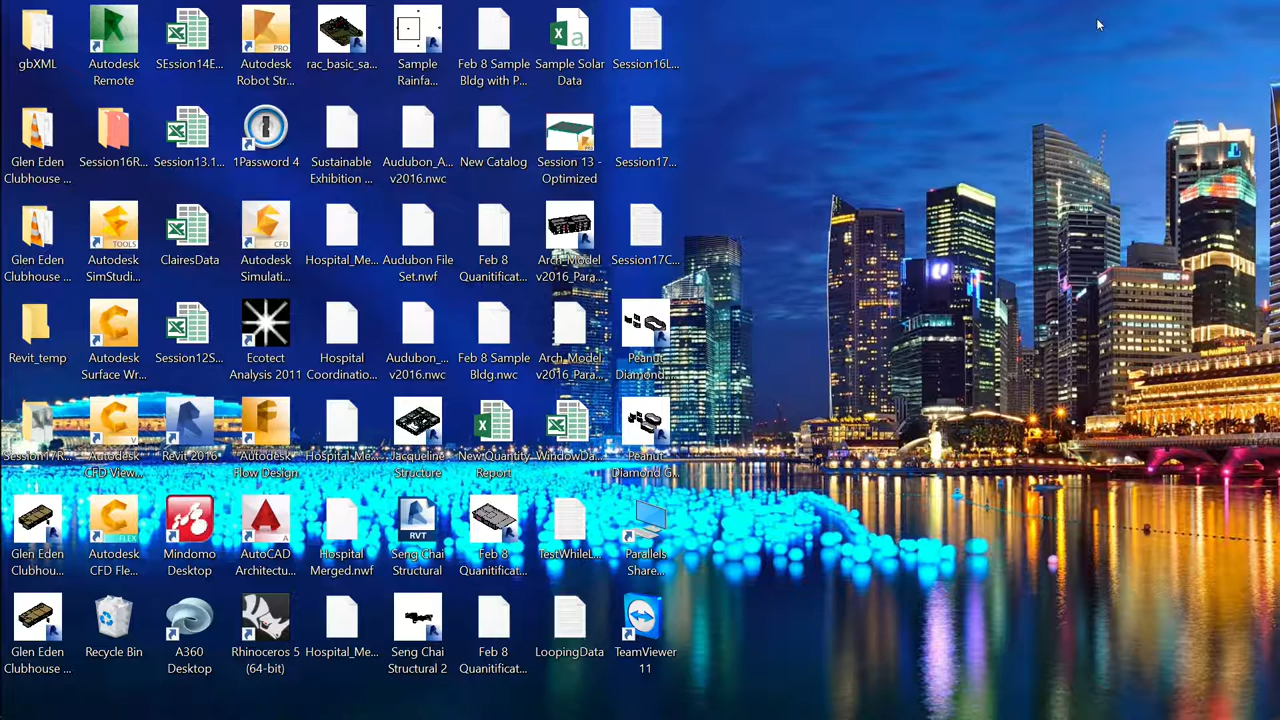 gbXML
Autodesk
Remote
SEssion14E...
Autodesk
Robot Str...
rac_basic_sa...
Sample
Rainfa...
Feb 8 Sample
Bldg with P...
Sample Solar
Data
Session16L...
Glen Eden
Clubhouse ...
Session16R...
Session13.1...
1Password 4
Sustainable
Exhibition ...
Audubon_A...
v2016.nwc
New Catalog
Session 13 -
Optimized
Session17...
Glen Eden
Clubhouse ...
Autodesk
SimStudi...
ClairesData
Autodesk
Simulati...
Hospital_Me...
Audubon File
Set.nwf
Feb 8
Quanitificat...
Arch_Model
v2016_Para...
Session17C...
Revit_temp
Autodesk
Surface Wr...
Session12S...
Ecotect
Analysis 2011
Hospital
Coordinatio...
Audubon_...
v2016.nwc
Feb 8 Sample
Bldg.nwc
Arch_Model
v2016_Para...
Peanut
Diamond...
Session17R...
Autodesk
CFD View...
Revit 2016
Autodesk
Flow Design
Hospital_Me...
Jacqueline
Structure
New Quantity
Report
WindowDa...
Peanut
Diamond G...
Glen Eden
Clubhou...
Autodesk
CFD Fle...
Mindomo
Desktop
AutoCAD
Architectu...
Hospital
Merged.nwf
Seng Chai
Structural
Feb 8
Quanitificat...
TestWhileL...
Parallels
Share...
Glen Eden
Clubhouse ...
Recycle Bin
A360
Desktop
Rhinoceros 5
(64-bit)
Hospital_Me...
Seng Chai
Structural 2
Feb 8
Quanitificat...
LoopingData
TeamViewer
11